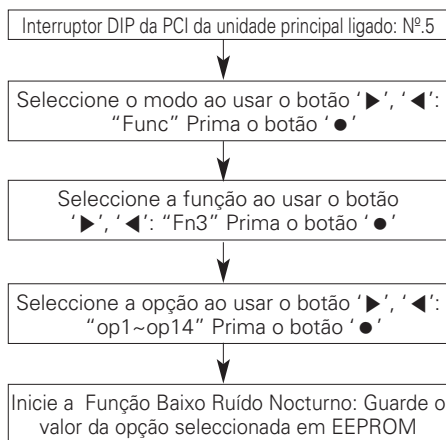 Interruptor DIP da PCI da unidade principal ligado: Nº.5
Seleccione o modo ao usar o botão ‘▶’, ‘◀’:
“Func” Prima o botão ‘●’
Seleccione a função ao usar o botão
‘▶’, ‘◀’: “Fn3” Prima o botão ‘●’
Seleccione a opção ao usar o botão ‘▶’, ‘◀’:
“op1~op14” Prima o botão ‘●’
Inicie a Função Baixo Ruído Nocturno: Guarde o
valor da opção seleccionada em EEPROM